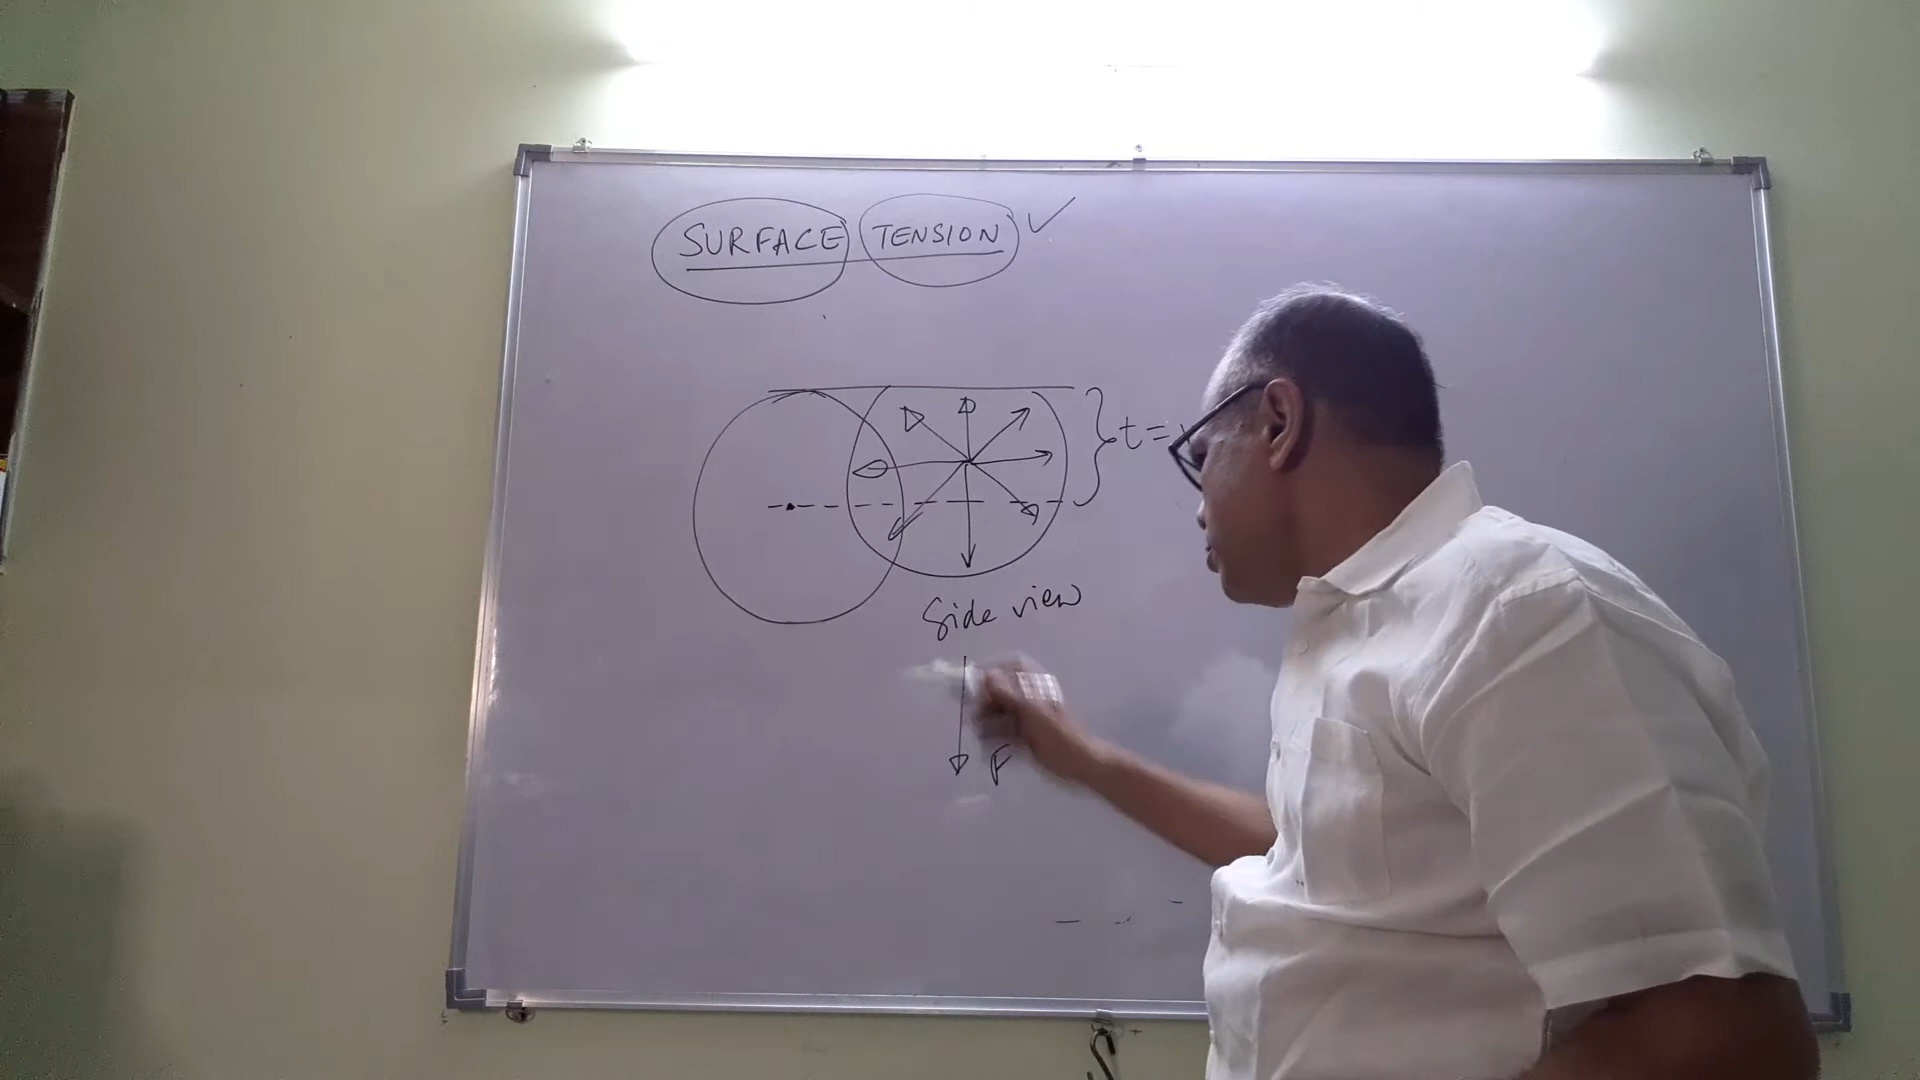 SURFACE TENSION
t =
Side view
F